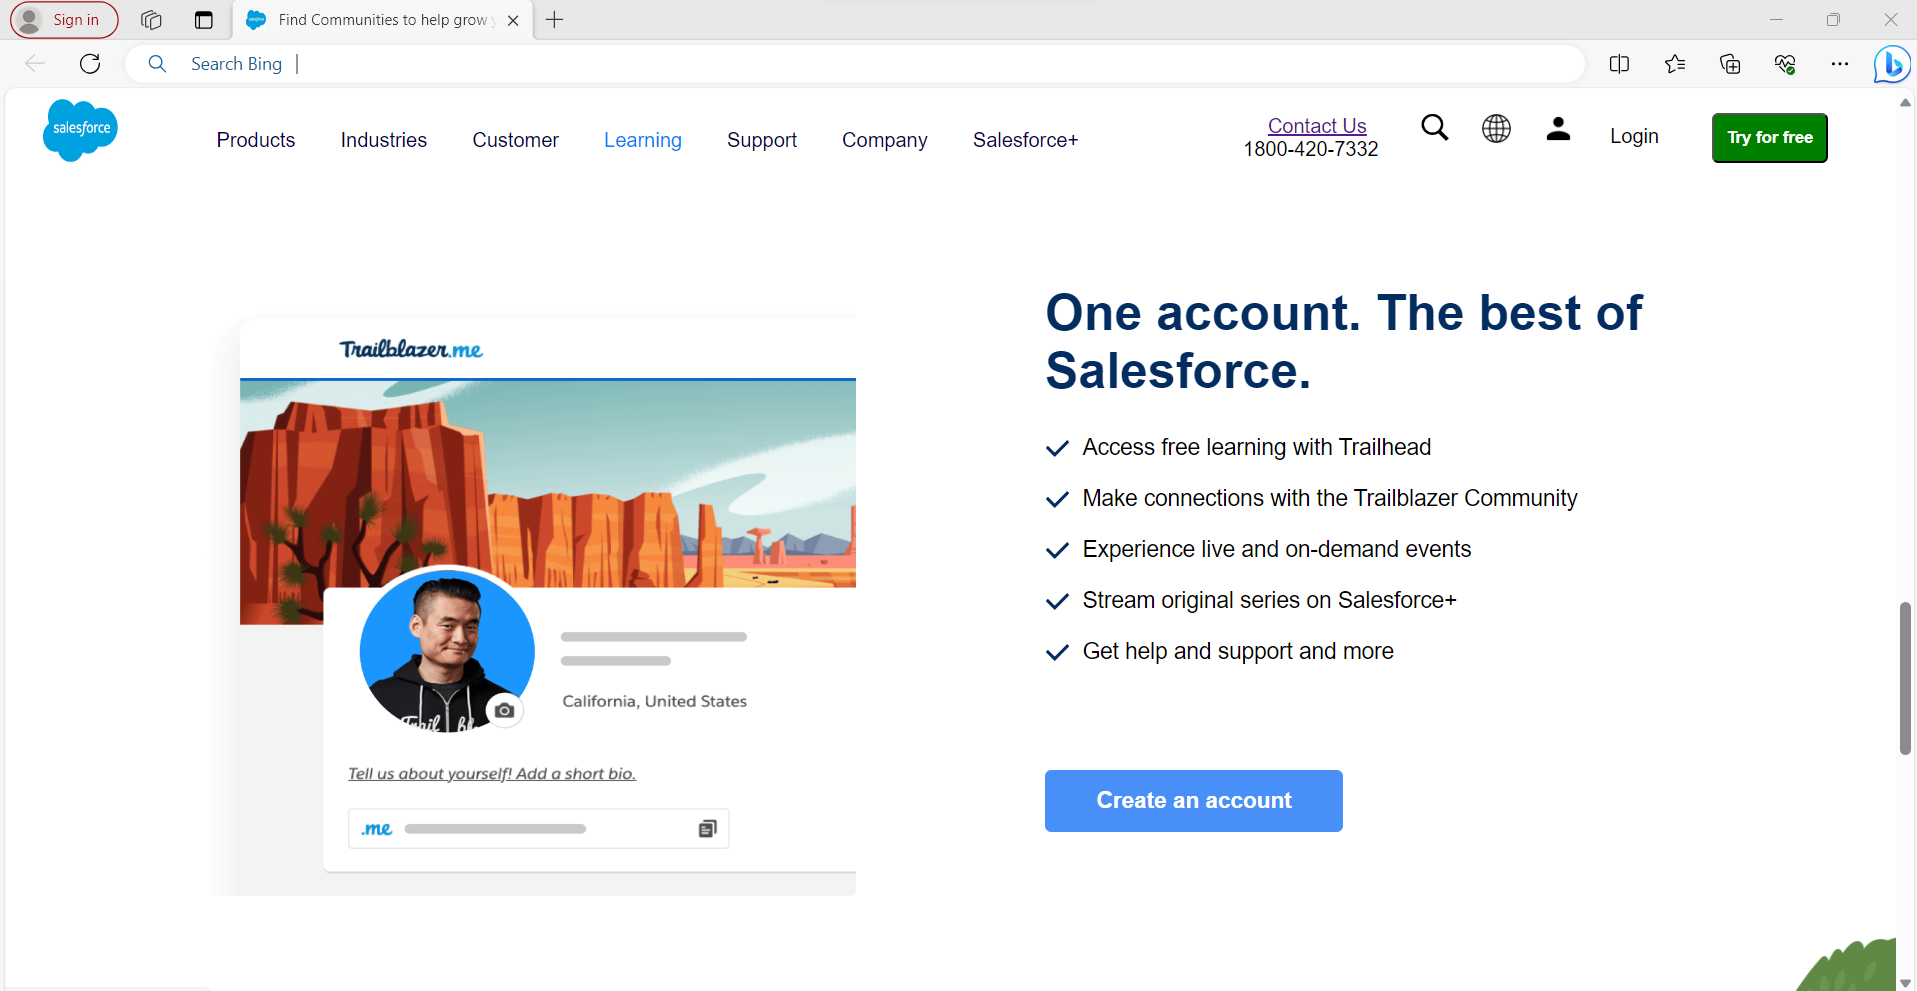 Sign in
Find Communities to help grow
Search Bing
salesforce
Products
Industries
Customer
Learning
Support
Company
Salesforce+
Contact Us
1800-420-7332
Login
Try for free
Trailblazer.me
California, United States
Tell us about yourself! Add a short bio.
.me
One account. The best of
Salesforce.
Access free learning with Trailhead
Make connections with the Trailblazer Community
Experience live and on-demand events
Stream original series on Salesforce+
Get help and support and more
Create an account